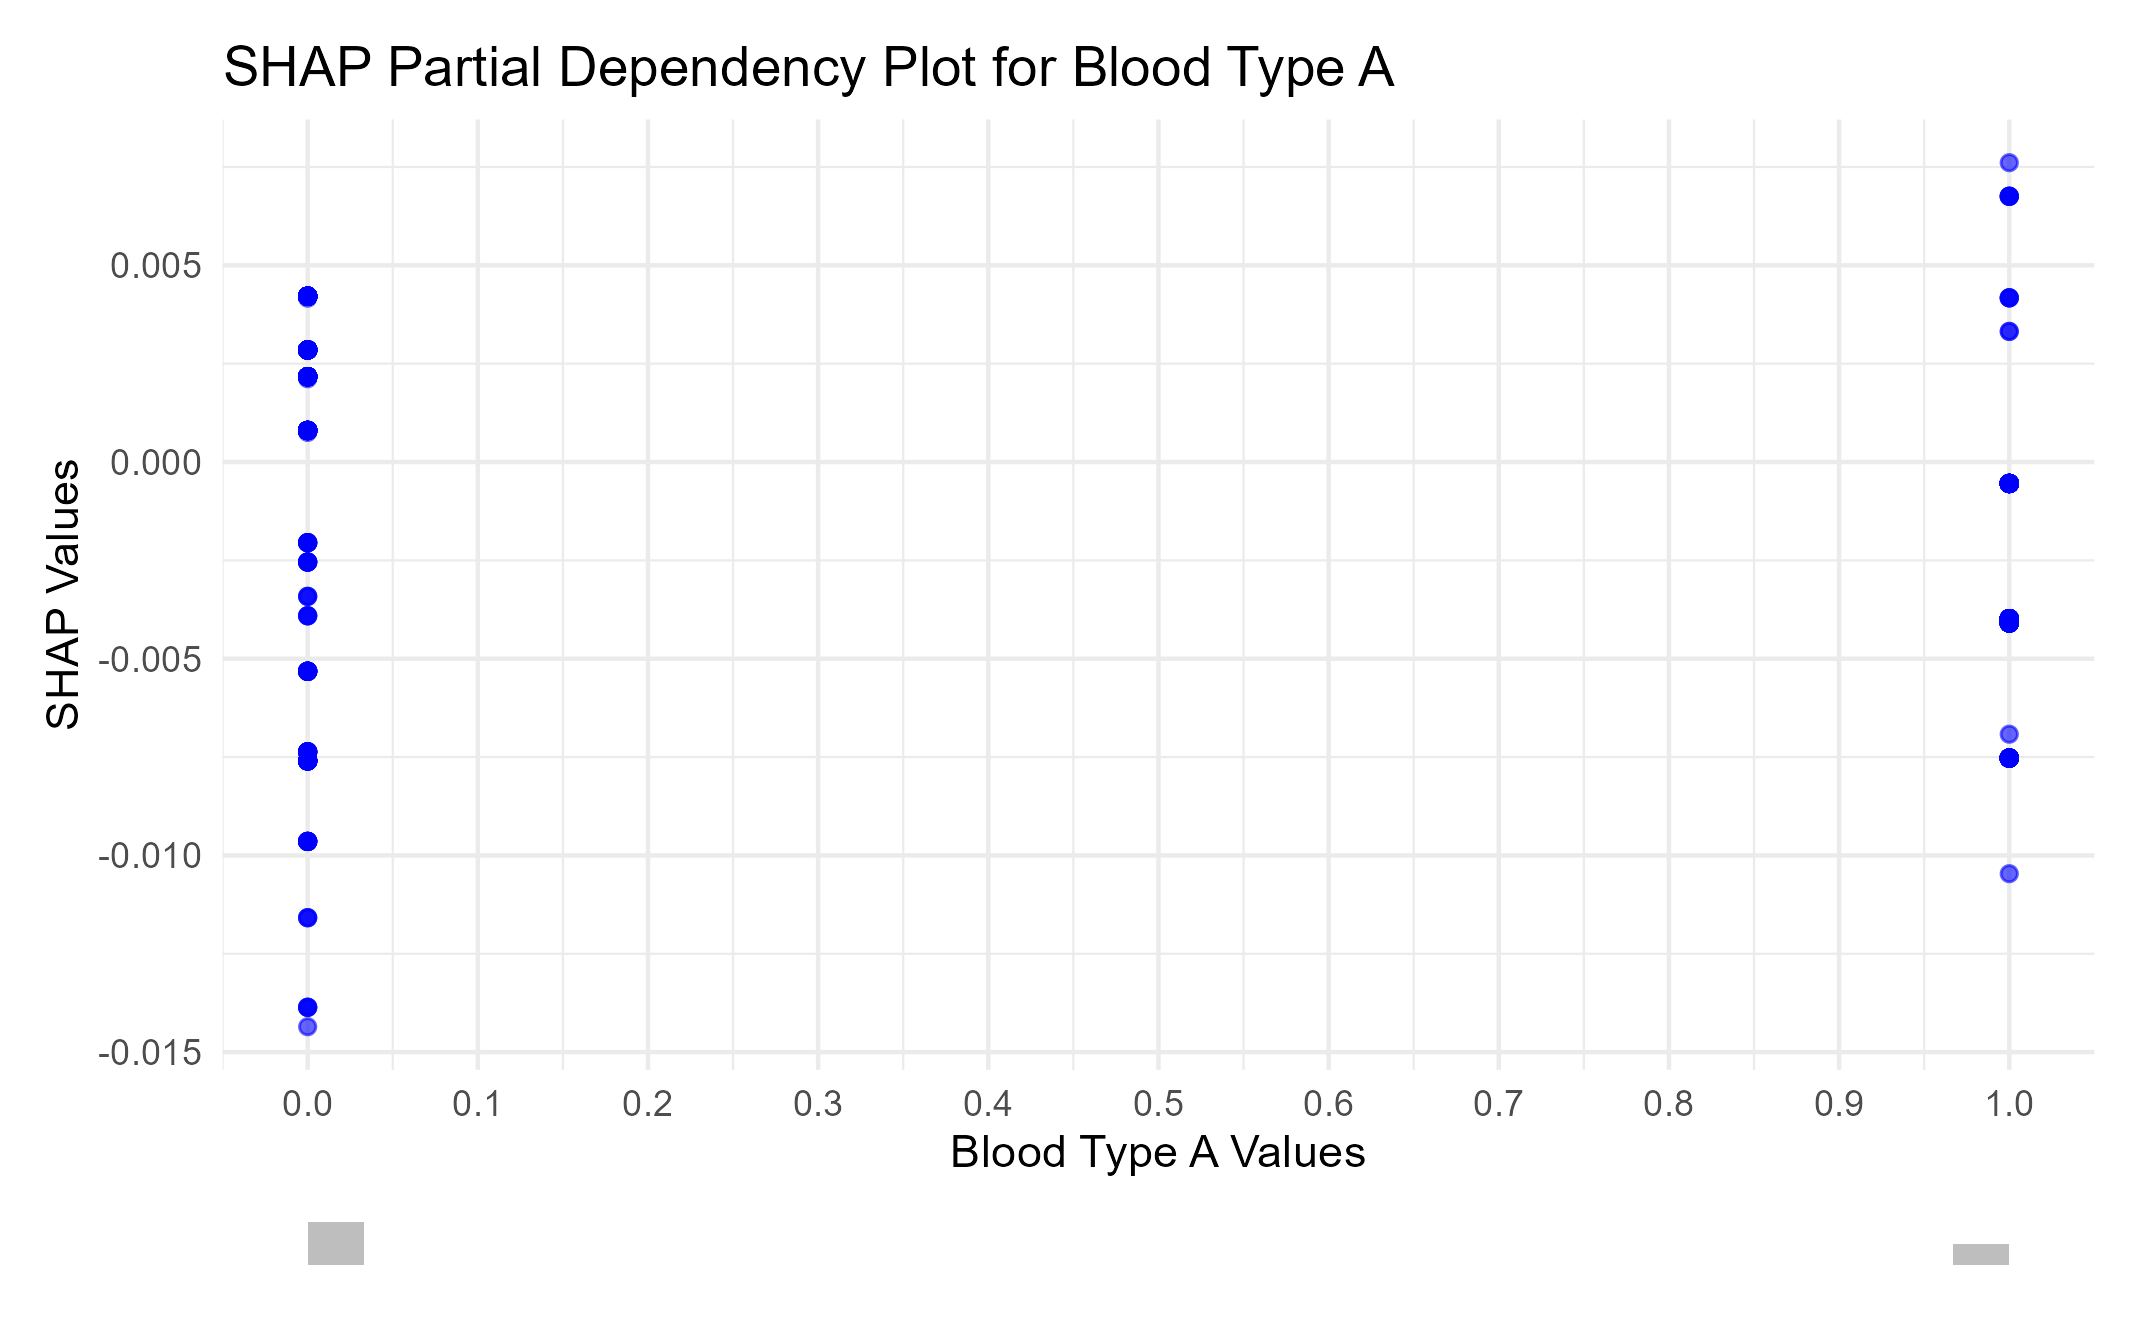 SHAP Partial Dependency Plot for Blood Type A
SHAP Values
0.005
0.000
-0.005
-0.010
-0.015
0.0 0.1 0.2 0.3 0.4 0.5 0.6 0.7 0.8 0.9 1.0
Blood Type A Values